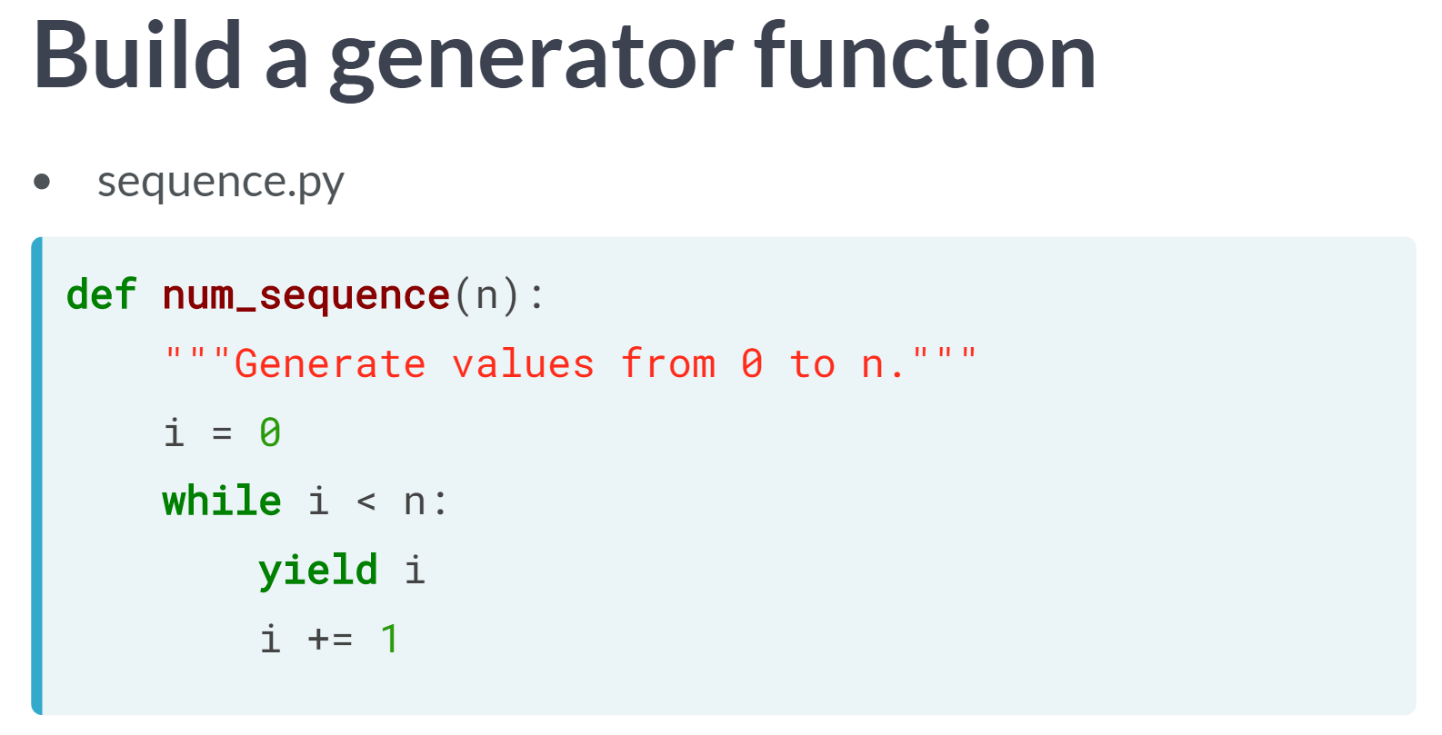 Build a generator function
• sequence.py
def num_sequence(n):
    """Generate values from 0 to n."""
    i = 0
    while i < n:
        yield i
        i += 1